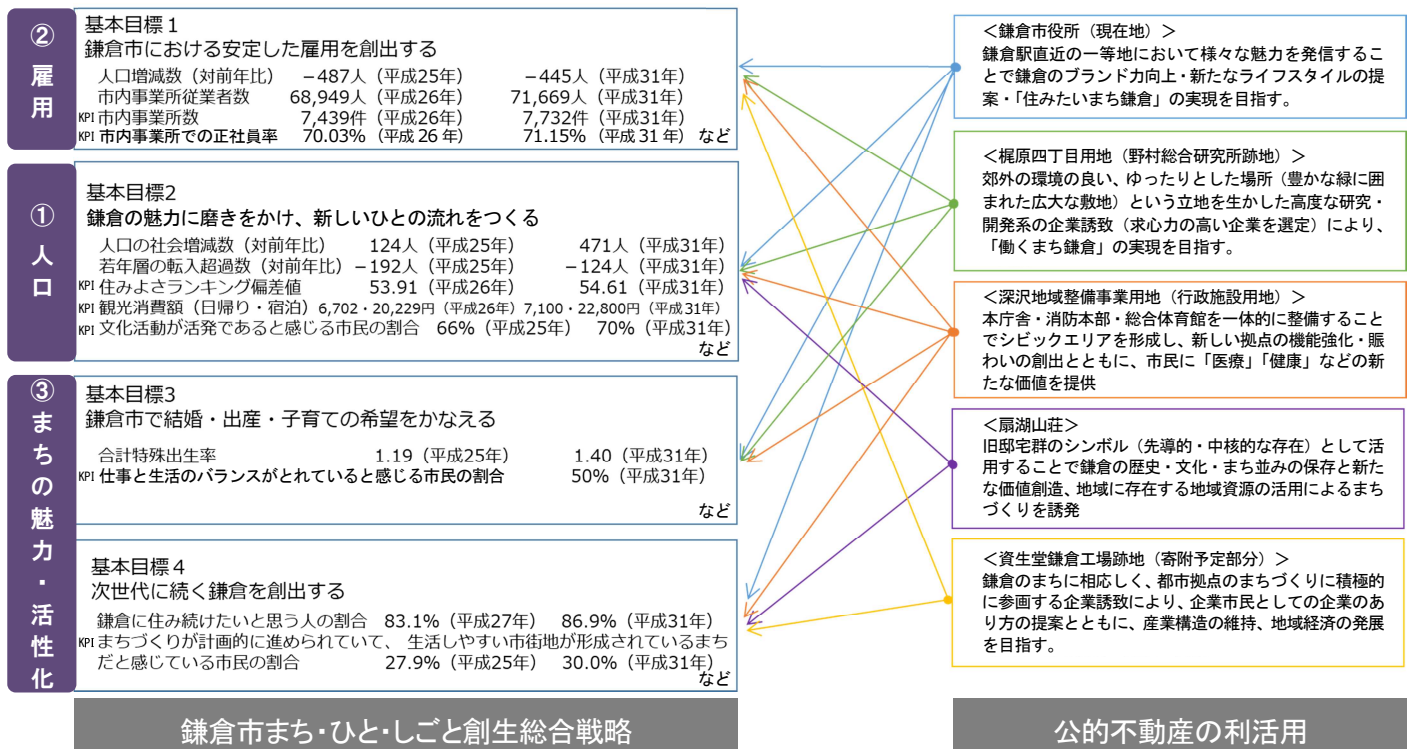 ② 雇用
基本目標1
鎌倉市における安定した雇用を創出する
人口増減数（対前年比） －487人（平成25年） －445人（平成31年）
市内事業所従業者数 68,949人（平成26年） 71,669人（平成31年）
KPI 市内事業所数 7,439件（平成26年） 7,732件（平成31年）
KPI 市内事業所での正社員率 70.03%（平成26年） 71.15%（平成31年） など
① 人口
基本目標2
鎌倉の魅力に磨きをかけ、新しいひとの流れをつくる
人口の社会増減数（対前年比） 124人（平成25年） 471人（平成31年）
若年層の転入超過数（対前年比）－192人（平成25年） －124人（平成31年）
KPI 住みよさランキング偏差値 53.91（平成26年） 54.61（平成31年）
KPI 観光消費額（日帰り・宿泊）6,702・20,229円（平成26年）7,100・22,800円（平成31年）
KPI 文化活動が活発であると感じる市民の割合 66%（平成25年） 70%（平成31年）
など
③ まちの魅力・活性化
基本目標3
鎌倉市で結婚・出産・子育ての希望をかなえる
合計特殊出生率 1.19（平成25年） 1.40（平成31年）
KPI 仕事と生活のバランスがとれていると感じる市民の割合 50%（平成31年）
など
基本目標4
次世代に続く鎌倉を創出する
鎌倉に住み続けたいと思う人の割合 83.1%（平成27年） 86.9%（平成31年）
KPI まちづくりが計画的に進められていて、生活しやすい市街地が形成されているまち
だと感じている市民の割合 27.9%（平成25年） 30.0%（平成31年）
など
鎌倉市まち・ひと・しごと創生総合戦略
＜鎌倉市役所（現在地）＞
鎌倉駅直近の一等地において様々な魅力を発信するこ
とで鎌倉のブランド力向上・新たなライフスタイルの提
案・「住みたいまち鎌倉」の実現を目指す。
＜梶原四丁目用地（野村総合研究所跡地）＞
郊外の環境の良い、ゆったりとした場所（豊かな緑に囲
まれた広大な敷地）という立地を生かした高度な研究・
開発系の企業誘致（求心力の高い企業を選定）により、
「働くまち鎌倉」の実現を目指す。
＜深沢地域整備事業用地（行政施設用地）＞
本庁舎・消防本部・総合体育館を一体的に整備すること
でシビックエリアを形成し、新しい拠点の機能強化・賑
わいの創出とともに、市民に「医療」「健康」などの新
たな価値を提供
＜扇湖山荘＞
旧邸宅群のシンボル（先導的・中核的な存在）として活
用することで鎌倉の歴史・文化・まち並みの保存と新た
な価値創造、地域に存在する地域資源の活用によるまち
づくりを誘発
＜資生堂鎌倉工場跡地（寄附予定部分）＞
鎌倉のまちに相応しく、都市拠点のまちづくりに積極的
に参画する企業誘致により、企業市民としての企業のあ
り方の提案とともに、産業構造の維持、地域経済の発展
を目指す。
公的不動産の利活用